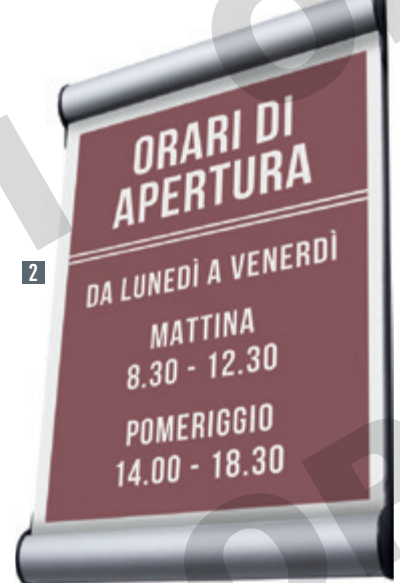 ORARI DI
APERTURA
2
DA LUNEDÌ A VENERDÌ
MATTINA
8.30 - 12.30
POMERIGGIO
14.00 - 18.30